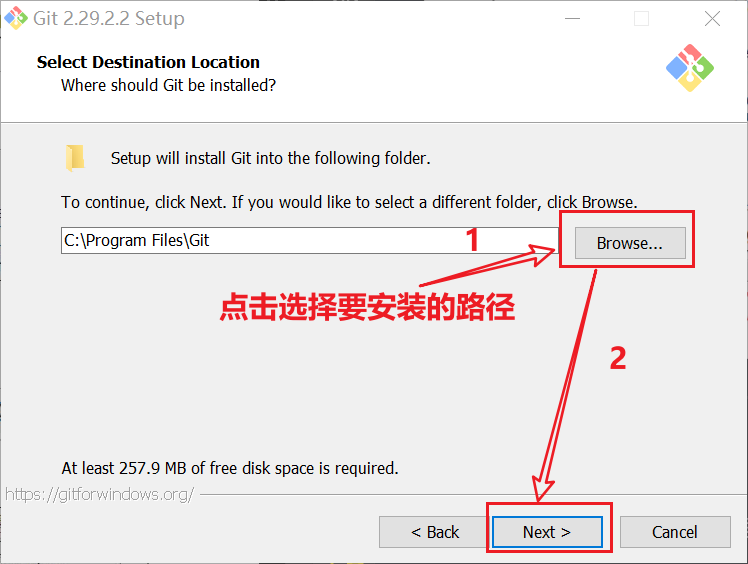 Git 2.29.2.2 Setup
Select Destination Location
Where should Git be installed?
Setup will install Git into the following folder.
To continue, click Next. If you would like to select a different folder, click Browse.
C:\Program Files\Git
1
Browse...
点击选择要安装的路径
2
At least 257.9 MB of free disk space is required.
https://gitforwindows.org/
< Back
Next >
Cancel